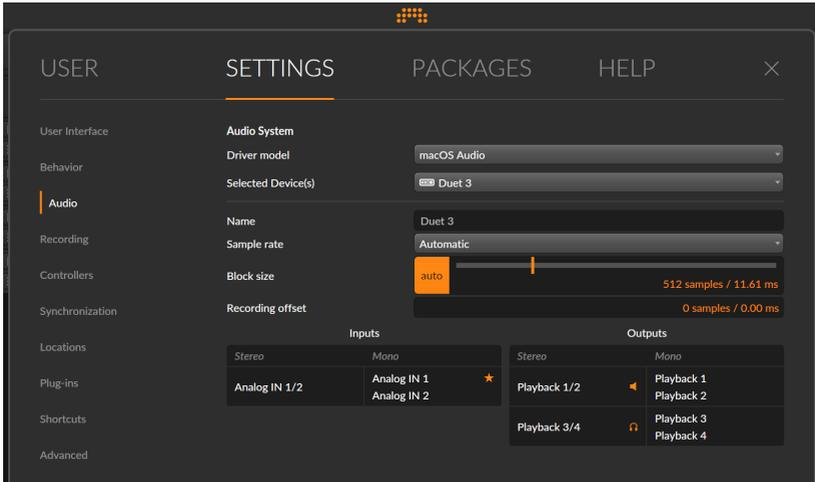 USER SETTINGS PACKAGES HELP
User Interface
Behavior
Audio
Recording
Controllers
Synchronization
Locations
Plug-ins
Shortcuts
Advanced
Audio System
Driver model macOS Audio
Selected Device(s) Duet 3
Name Duet 3
Sample rate Automatic
Block size auto 512 samples / 11.61 ms
Recording offset 0 samples / 0.00 ms
Inputs
Stereo Mono
Analog IN 1/2 Analog IN 1
Analog IN 2
Outputs
Stereo Mono
Playback 1/2 Playback 1
Playback 2
Playback 3/4 Playback 3
Playback 4